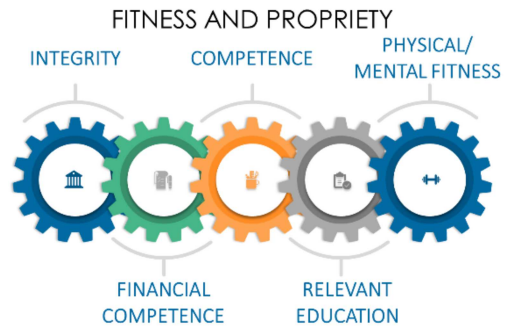 FITNESS AND PROPRIETY
INTEGRITY
COMPETENCE
PHYSICAL/
MENTAL FITNESS
FINANCIAL
COMPETENCE
RELEVANT
EDUCATION